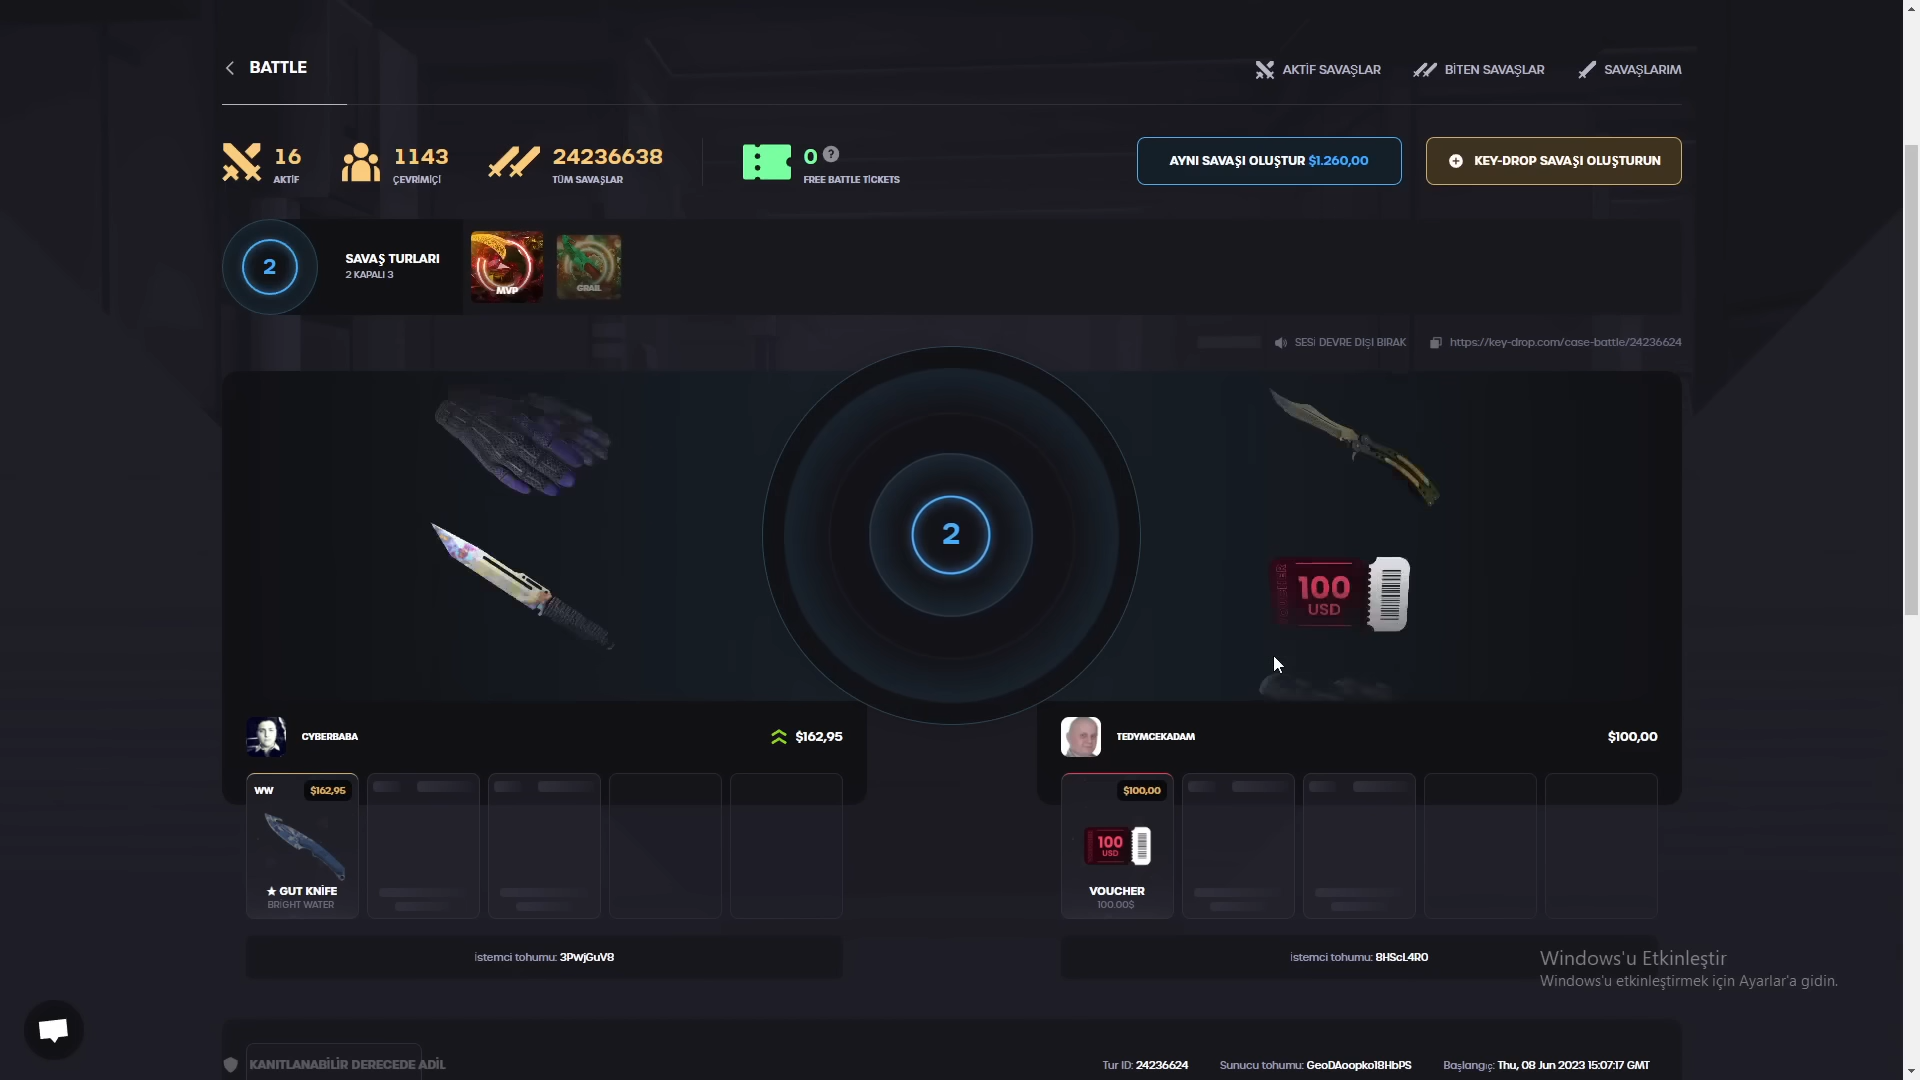 BATTLE
AKTİF SAVAŞLAR
BİTEN SAVAŞLAR
SAVAŞLARIM
16
AKTİF
1143
ÇEVRİMİÇİ
24236638
TÜM SAVAŞLAR
0 ?
FREE BATTLE TİCKETS
AYNI SAVAŞI OLUŞTUR $1.260,00
KEY-DROP SAVAŞI OLUŞTURUN
2
SAVAŞ TURLARI
2 KAPALI 3
MVP
GRAIL
SESİ DEVRE DIŞI BIRAK
https://key-drop.com/case-battle/24236624
2
100
USD
CYBERBABA
$162,95
TEDYMCEKADAM
$100,00
WW
$162,95
★ GUT KNİFE
BRIGHT WATER
$100,00
100
USD
VOUCHER
100.00$
istemci tohumu: 3PWjGuV8
istemci tohumu: 8HScL4R0
Windows'u Etkinleştir
Windows'u etkinleştirmek için Ayarlar'a gidin.
KANITLANABİLİR DERECEDE ADİL
Tur ID: 24236624
Sunucu tohumu: GeoDAoopko18HbPS
Başlangıç: Thu, 08 Jun 2023 15:07:17 GMT